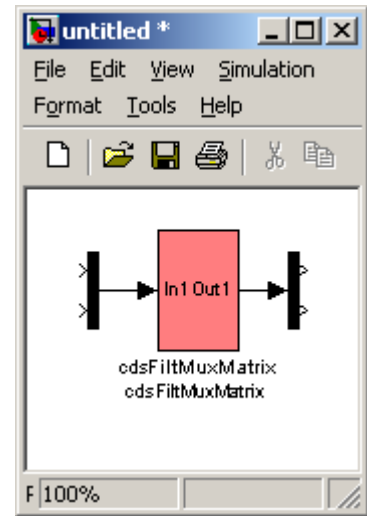 untitled *
File Edit View Simulation
Format Tools Help
In1 Out1
cdsFiltMuxMatrix
cdsFiltMuxMatrix
F 100%